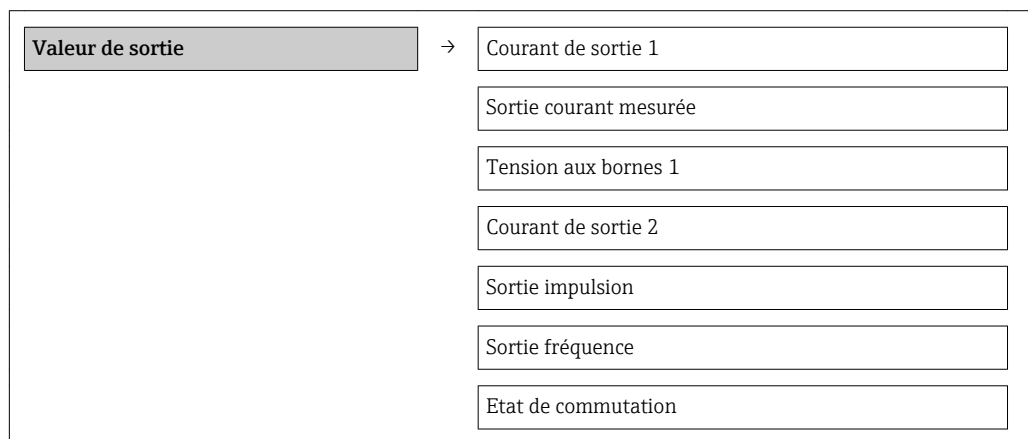 Valeur de sortie → Courant de sortie 1
Sortie courant mesurée
Tension aux bornes 1
Courant de sortie 2
Sortie impulsion
Sortie fréquence
Etat de commutation